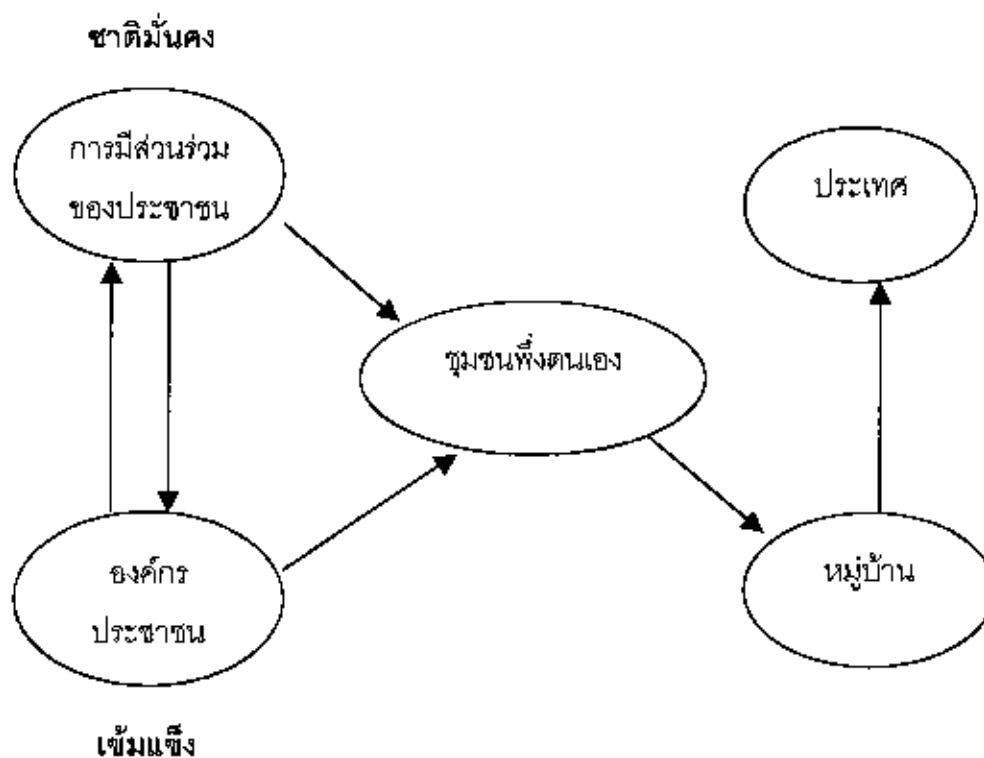 ชาติมั่นคง
การมีส่วนร่วม
ของประชาชน
ประเทศ
ชุมชนพึ่งตนเอง
องค์กร
ประชาชน
หมู่บ้าน
เข้มแข็ง